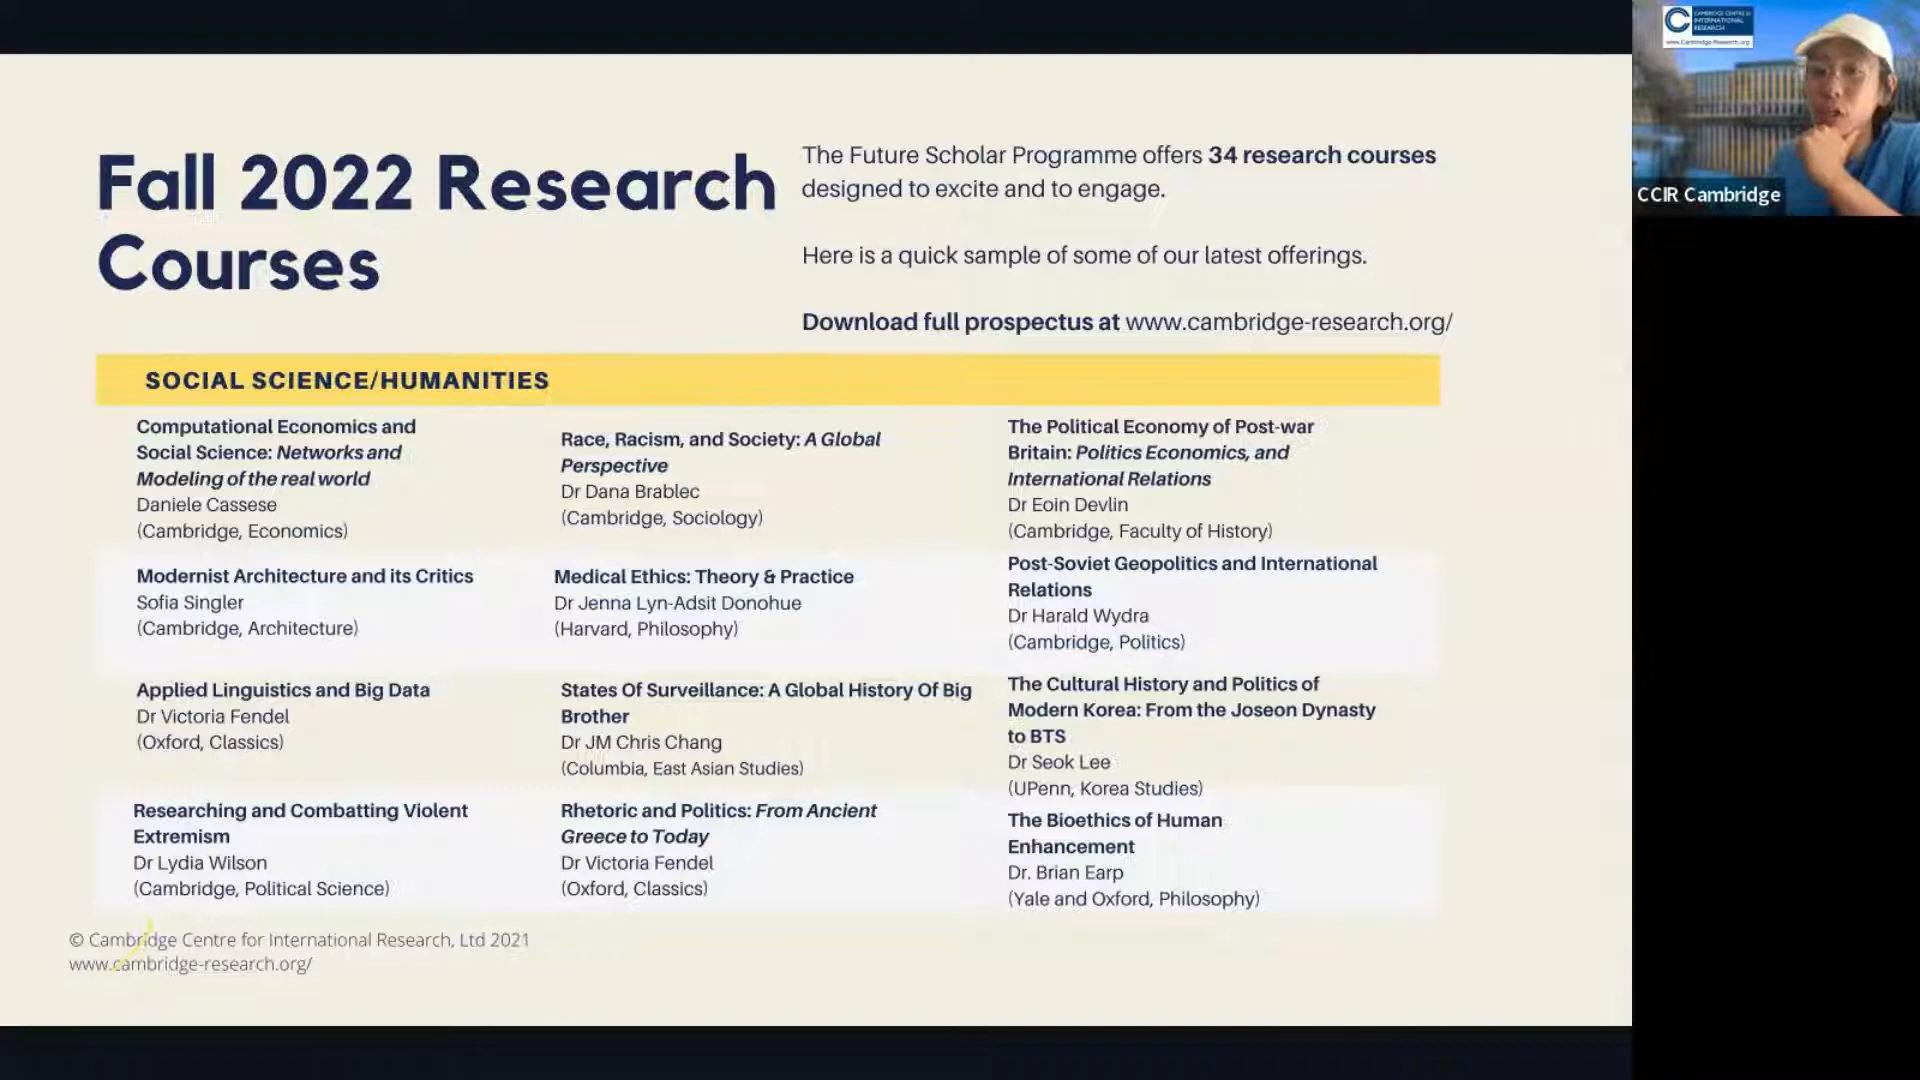 Fall 2022 Research
Courses
The Future Scholar Programme offers 34 research courses
designed to excite and to engage.
Here is a quick sample of some of our latest offerings.
Download full prospectus at www.cambridge-research.org/
SOCIAL SCIENCE/HUMANITIES
Computational Economics and
Social Science: Networks and
Modeling of the real world
Daniele Cassese
(Cambridge, Economics)
Race, Racism, and Society: A Global
Perspective
Dr Dana Brablec
(Cambridge, Sociology)
The Political Economy of Post-war
Britain: Politics Economics, and
International Relations
Dr Eoin Devlin
(Cambridge, Faculty of History)
Modernist Architecture and its Critics
Sofia Singler
(Cambridge, Architecture)
Medical Ethics: Theory & Practice
Dr Jenna Lyn-Adsit Donohue
(Harvard, Philosophy)
Post-Soviet Geopolitics and International
Relations
Dr Harald Wydra
(Cambridge, Politics)
Applied Linguistics and Big Data
Dr Victoria Fendel
(Oxford, Classics)
States Of Surveillance: A Global History Of Big
Brother
Dr JM Chris Chang
(Columbia, East Asian Studies)
The Cultural History and Politics of
Modern Korea: From the Joseon Dynasty
to BTS
Dr Seok Lee
(UPenn, Korea Studies)
Researching and Combatting Violent
Extremism
Dr Lydia Wilson
(Cambridge, Political Science)
Rhetoric and Politics: From Ancient
Greece to Today
Dr Victoria Fendel
(Oxford, Classics)
The Bioethics of Human
Enhancement
Dr. Brian Earp
(Yale and Oxford, Philosophy)
© Cambridge Centre for International Research, Ltd 2021
www.cambridge-research.org/
CAMBRIDGE CENTRE for
INTERNATIONAL
RESEARCH
www.Cambridge-Research.org
CCIR Cambridge